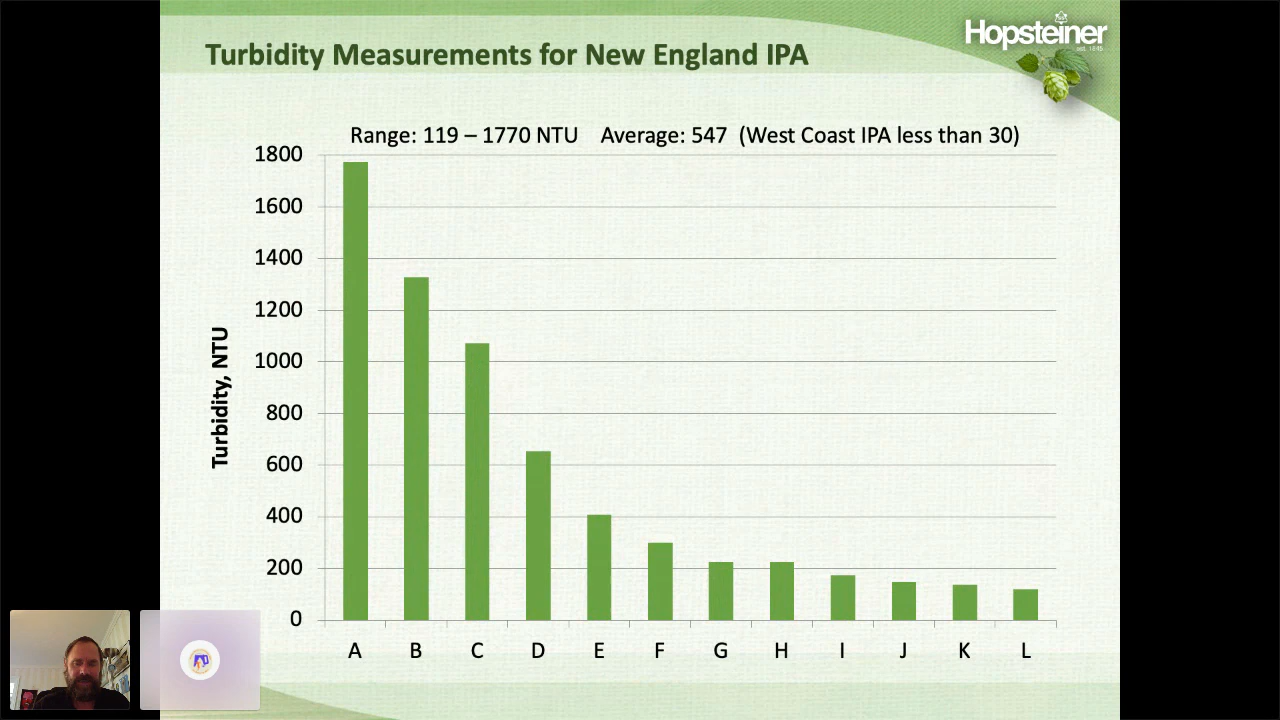 Hopsteiner
est. 1845
Turbidity Measurements for New England IPA
Range: 119 – 1770 NTU Average: 547 (West Coast IPA less than 30)
1800
1600
1400
1200
1000
800
600
400
200
0
Turbidity, NTU
A B C D E F G H I J K L